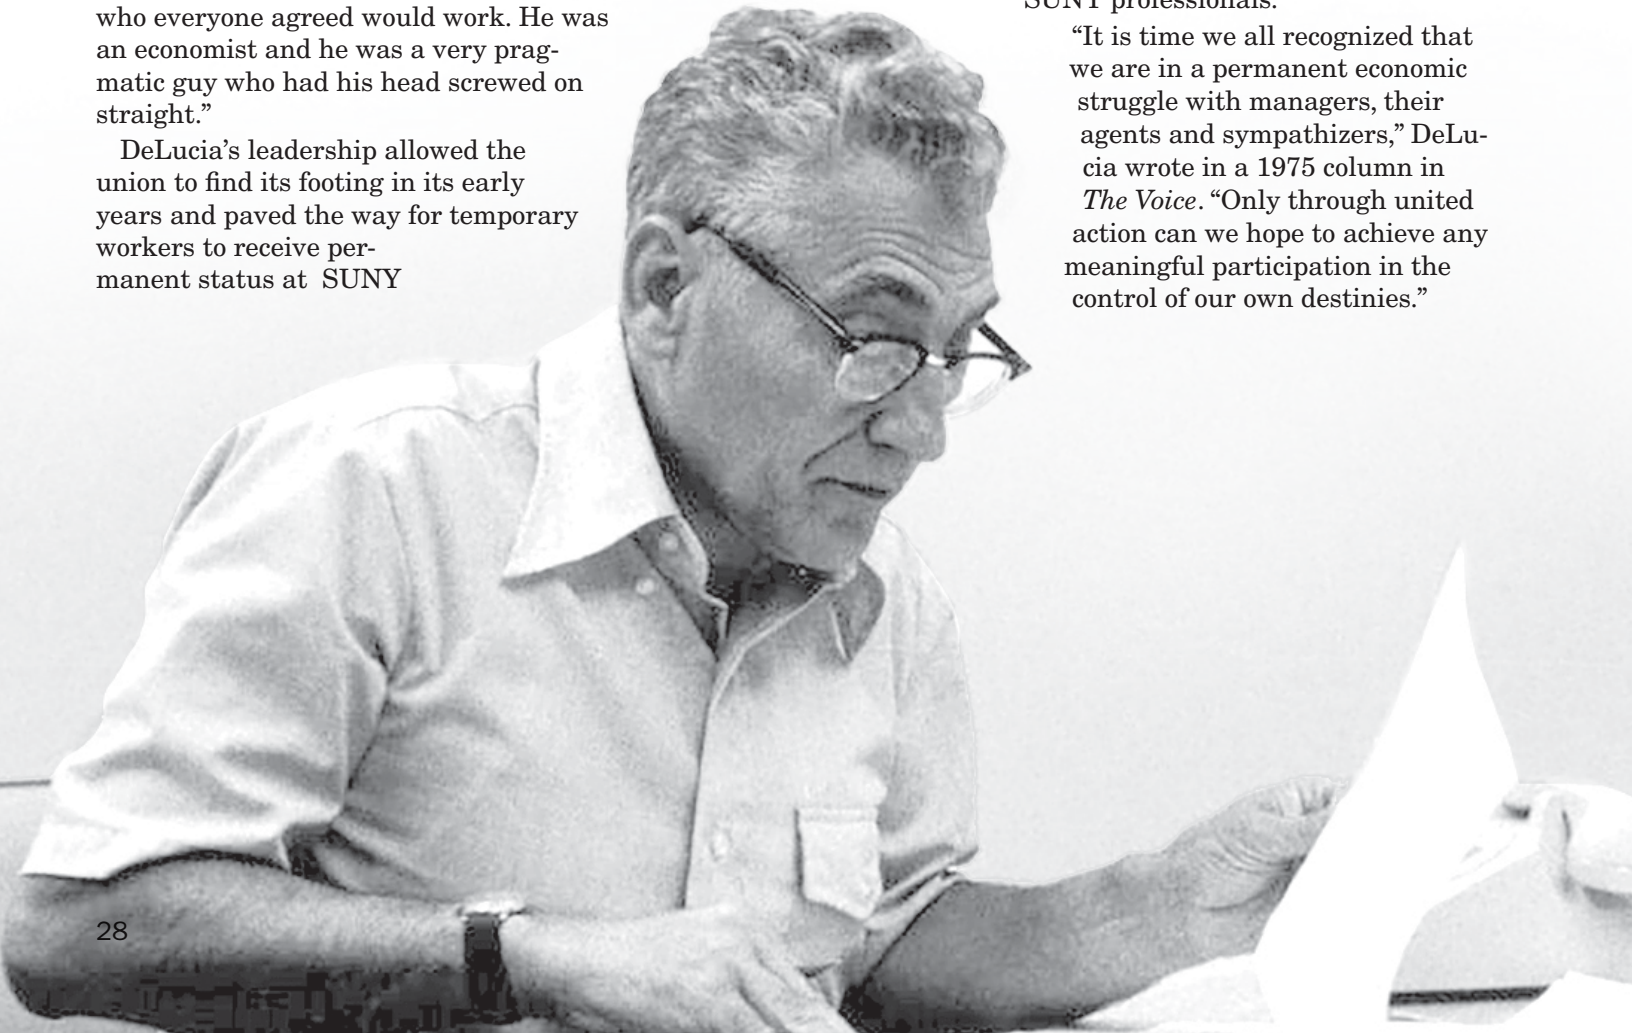 who everyone agreed would work. He was
an economist and he was a very prag-
matic guy who had his head screwed on
straight.”
DeLucia’s leadership allowed the
union to find its footing in its early
years and paved the way for temporary
workers to receive per-
manent status at SUNY
SUNY professionals.
“It is time we all recognized that
we are in a permanent economic
struggle with managers, their
agents and sympathizers,” DeLu-
cia wrote in a 1975 column in
The Voice. “Only through united
action can we hope to achieve any
meaningful participation in the
control of our own destinies.”
28